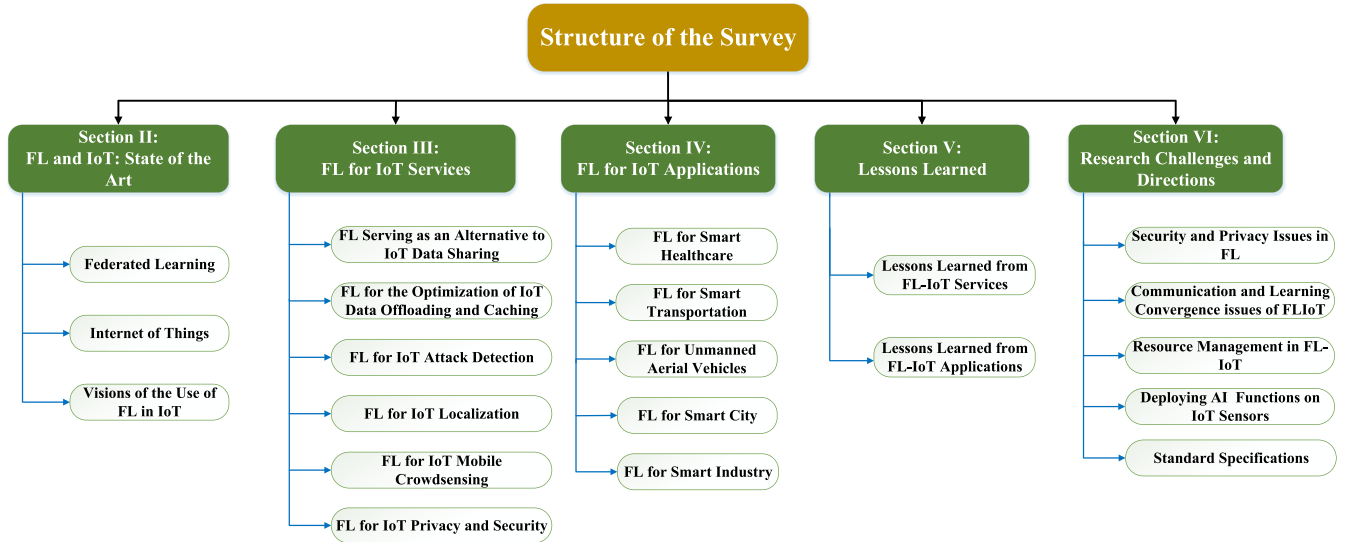 Structure of the Survey
Section II:
FL and IoT: State of the
Art
Federated Learning
Internet of Things
Visions of the Use of
FL in IoT
Section III:
FL for IoT Services
FL Serving as an Alternative to
IoT Data Sharing
FL for the Optimization of IoT
Data Offloading and Caching
FL for IoT Attack Detection
FL for IoT Localization
FL for IoT Mobile
Crowdsensing
FL for IoT Privacy and Security
Section IV:
FL for IoT Applications
FL for Smart
Healthcare
FL for Smart
Transportation
FL for Unmanned
Aerial Vehicles
FL for Smart City
FL for Smart Industry
Section V:
Lessons Learned
Lessons Learned from
FL-IoT Services
Lessons Learned from
FL-IoT Applications
Section VI:
Research Challenges and
Directions
Security and Privacy Issues in
FL
Communication and Learning
Convergence issues of FLIoT
Resource Management in FL-
IoT
Deploying AI Functions on
IoT Sensors
Standard Specifications